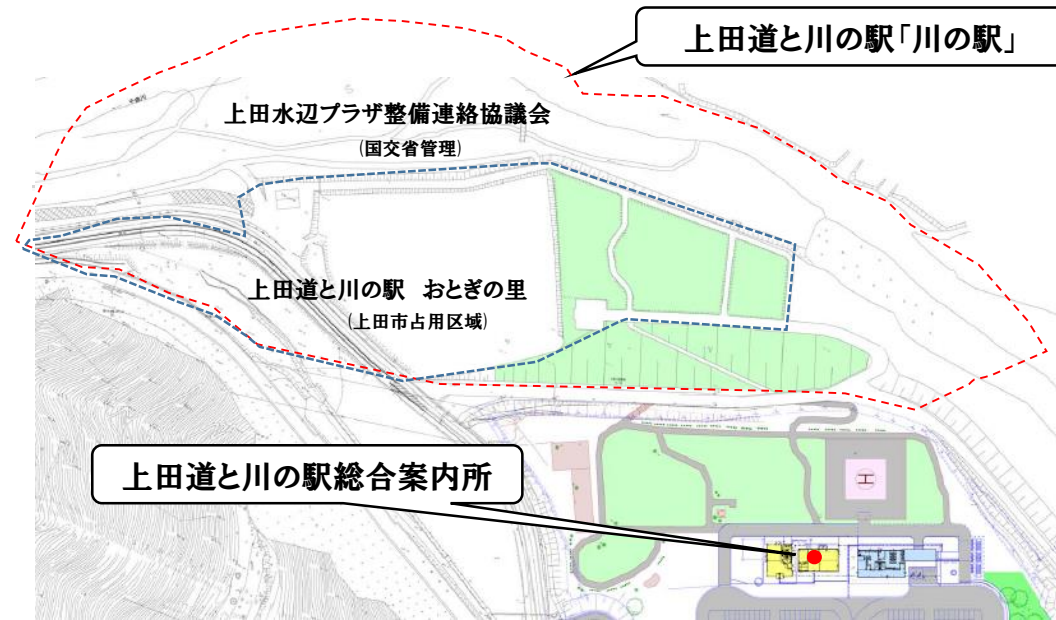 上田道と川の駅「川の駅」
上田水辺プラザ整備連絡協議会
(国交省管理)
上田道と川の駅　おとぎの里
(上田市占用区域)
上田道と川の駅総合案内所